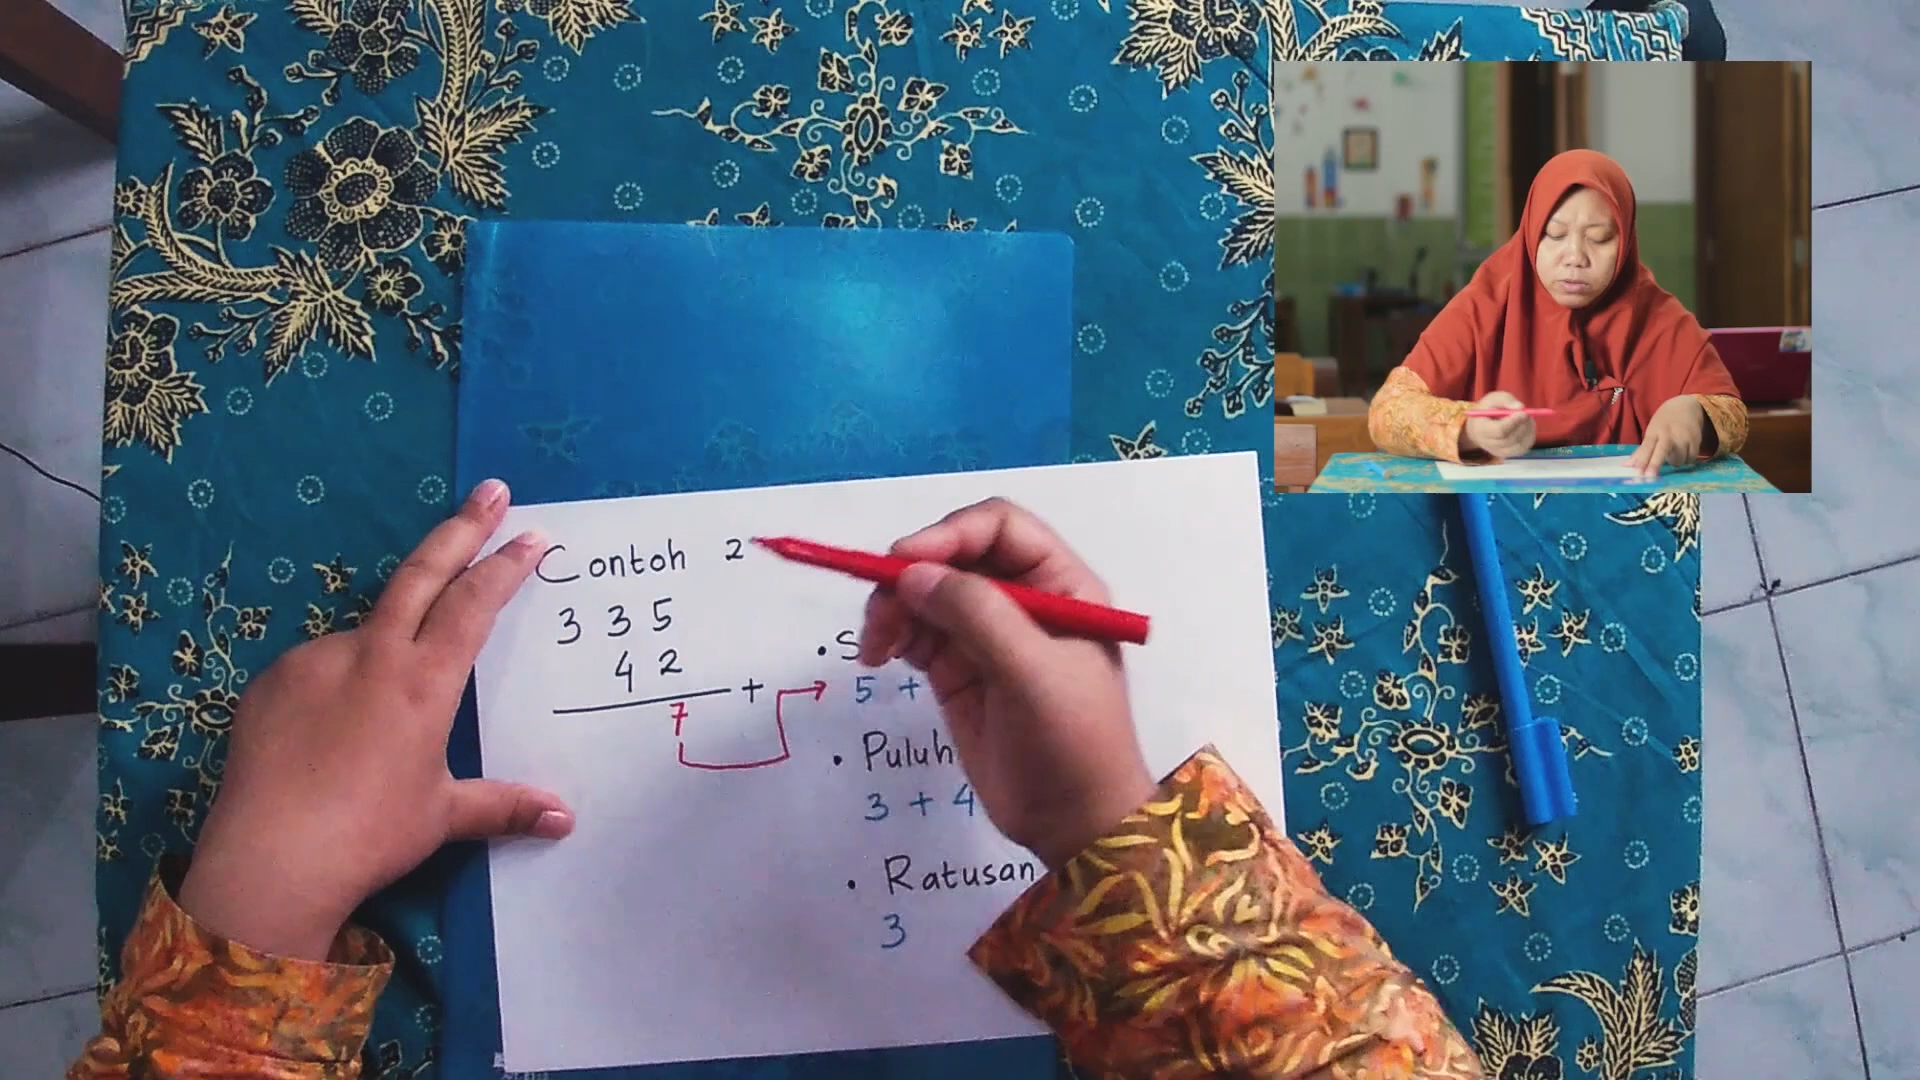 Contoh 2
3 3 5
4 2
+
7
5 +
• Puluh
3 + 4
• Ratusan
3